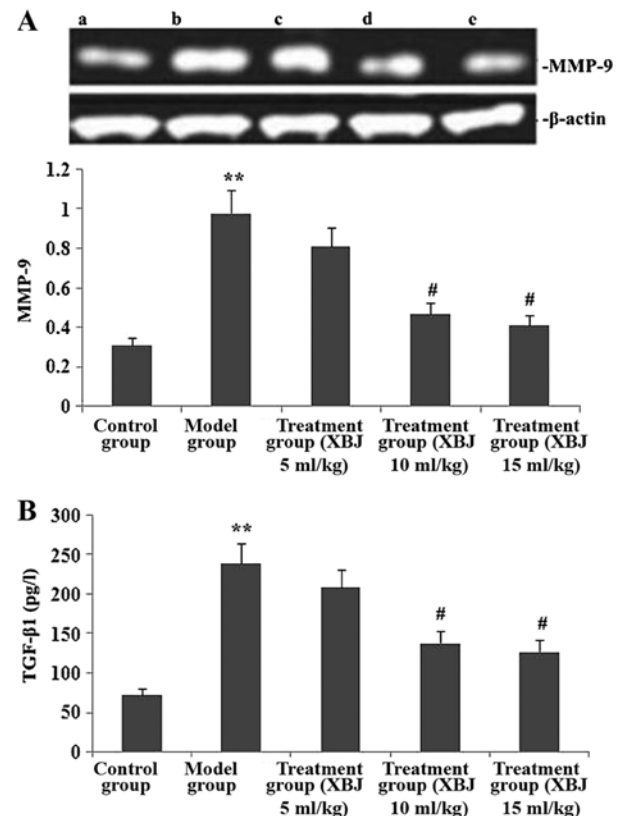 A
a b c d e
-MMP-9
-β-actin
1.2
1
0.8
0.6
0.4
0.2
0
MMP-9
**
#
#
Control group
Model group
Treatment group (XBJ 5 ml/kg)
Treatment group (XBJ 10 ml/kg)
Treatment group (XBJ 15 ml/kg)
B
300
250
200
150
100
50
0
TGF-β1 (pg/l)
**
#
#
Control group
Model group
Treatment group (XBJ 5 ml/kg)
Treatment group (XBJ 10 ml/kg)
Treatment group (XBJ 15 ml/kg)